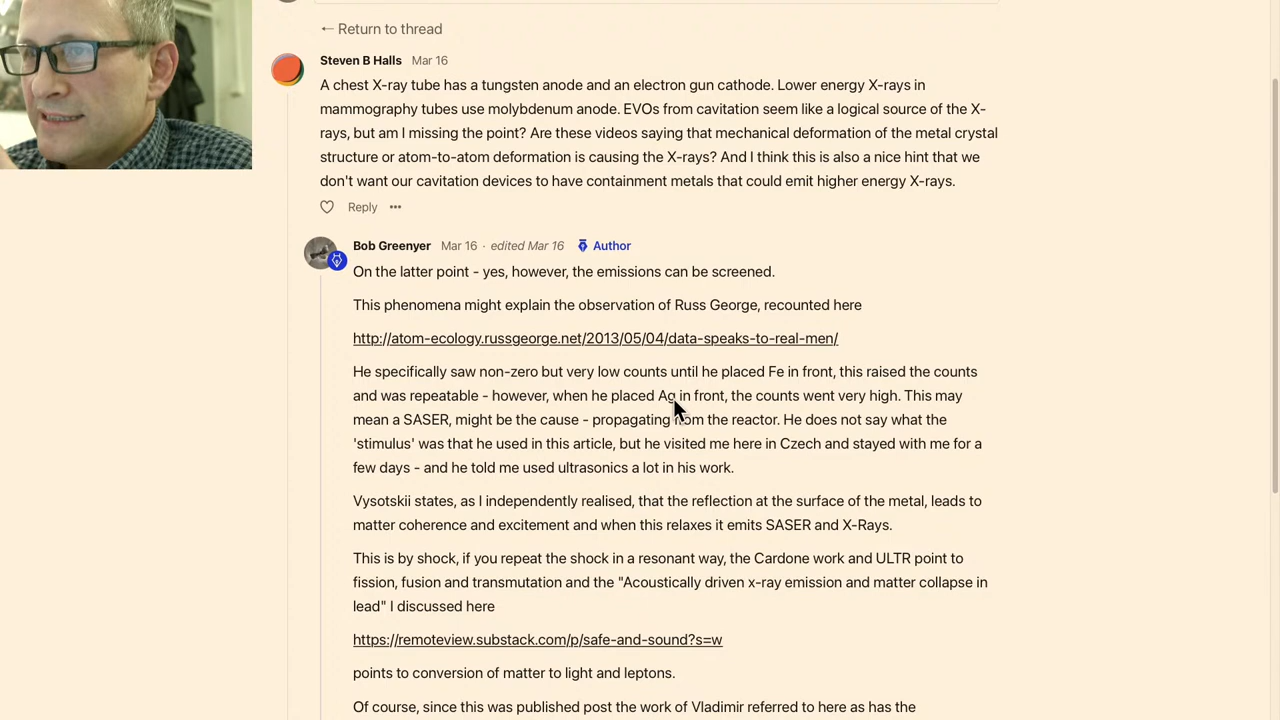 ← Return to thread
Steven B Halls Mar 16
A chest X-ray tube has a tungsten anode and an electron gun cathode. Lower energy X-rays in
mammography tubes use molybdenum anode. EVOs from cavitation seem like a logical source of the X-
rays, but am I missing the point? Are these videos saying that mechanical deformation of the metal crystal
structure or atom-to-atom deformation is causing the X-rays? And I think this is also a nice hint that we
don't want our cavitation devices to have containment metals that could emit higher energy X-rays.
Reply •••
Bob Greenyer Mar 16 · edited Mar 16 Author
On the latter point - yes, however, the emissions can be screened.
This phenomena might explain the observation of Russ George, recounted here
http://atom-ecology.russgeorge.net/2013/05/04/data-speaks-to-real-men/
He specifically saw non-zero but very low counts until he placed Fe in front, this raised the counts
and was repeatable - however, when he placed Ag in front, the counts went very high. This may
mean a SASER, might be the cause - propagating from the reactor. He does not say what the
'stimulus' was that he used in this article, but he visited me here in Czech and stayed with me for a
few days - and he told me used ultrasonics a lot in his work.
Vysotskii states, as I independently realised, that the reflection at the surface of the metal, leads to
matter coherence and excitement and when this relaxes it emits SASER and X-Rays.
This is by shock, if you repeat the shock in a resonant way, the Cardone work and ULTR point to
fission, fusion and transmutation and the "Acoustically driven x-ray emission and matter collapse in
lead" I discussed here
https://remoteview.substack.com/p/safe-and-sound?s=w
points to conversion of matter to light and leptons.
Of course, since this was published post the work of Vladimir referred to here as has the